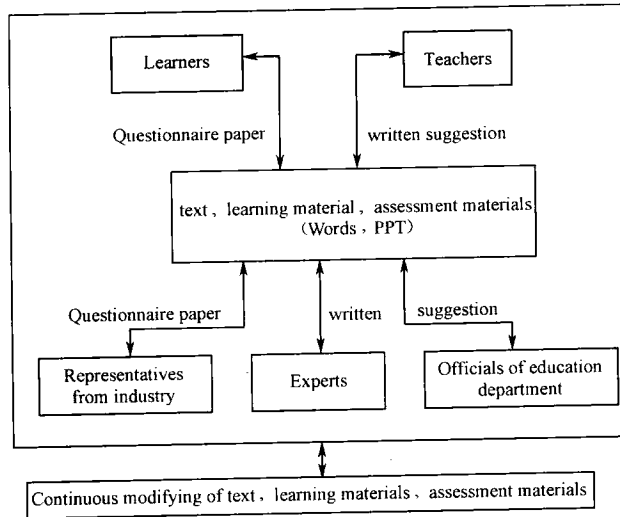 Learners
Teachers
Questionnaire paper
written suggestion
text , learning material , assessment materials
(Words , PPT)
Questionnaire paper
written
suggestion
Representatives
from industry
Experts
Officials of education
department
Continuous modifying of text , learning materials , assessment materials